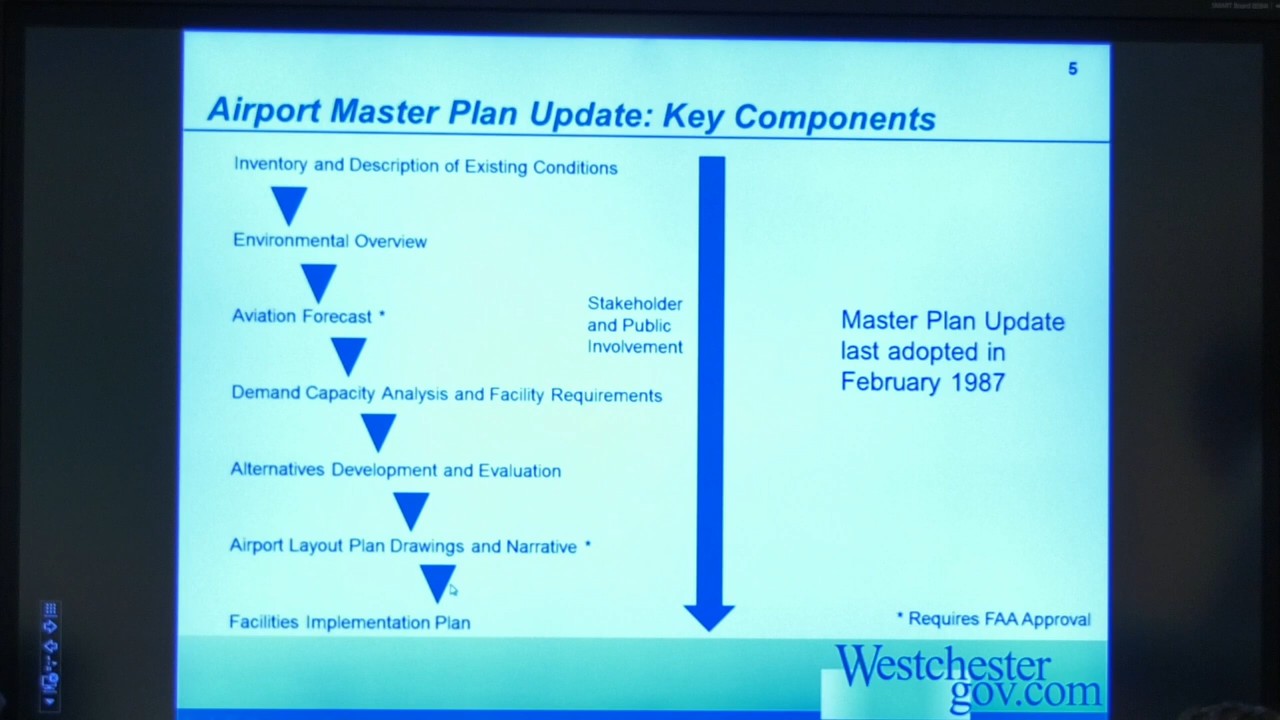 5
Airport Master Plan Update: Key Components
Inventory and Description of Existing Conditions
Environmental Overview
Aviation Forecast *
Demand Capacity Analysis and Facility Requirements
Alternatives Development and Evaluation
Airport Layout Plan Drawings and Narrative *
Facilities Implementation Plan
Stakeholder
and Public
Involvement
Master Plan Update
last adopted in
February 1987
* Requires FAA Approval
Westchester
gov.com